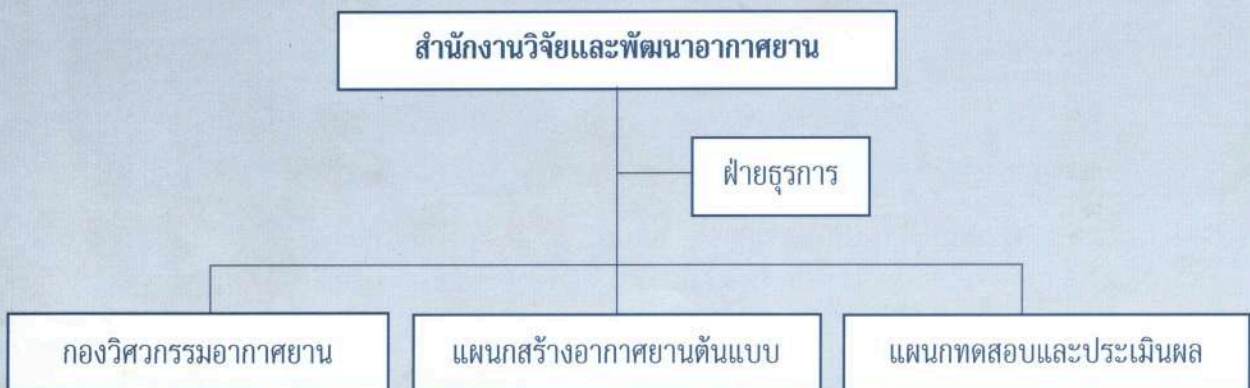 สำนักงานวิจัยและพัฒนาอากาศยาน
ฝ่ายธุรการ
กองวิศวกรรมอากาศยาน
แผนกสร้างอากาศยานต้นแบบ
แผนกทดสอบและประเมินผล